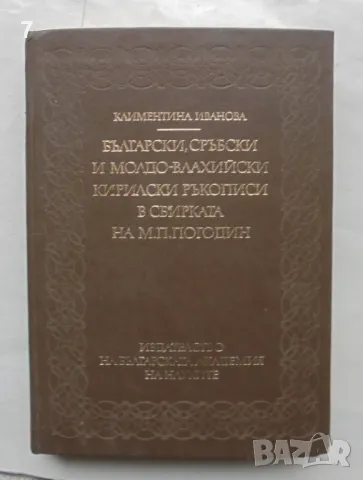 7
КЛИМЕНТИНА ИВАНОВА
БЪЛГАРСКИ, СРЪБСКИ
И МОЛДО-ВЛАХИЙСКИ
КИРИЛСКИ РЪКОПИСИ
В СБИРКАТА
НА М.П.ПОГОДИН
ИЗДАТЕЛСТВО
НА БЪЛГАРСКАТА АКАДЕМИЯ
НА НАУКИТЕ
BAZAR